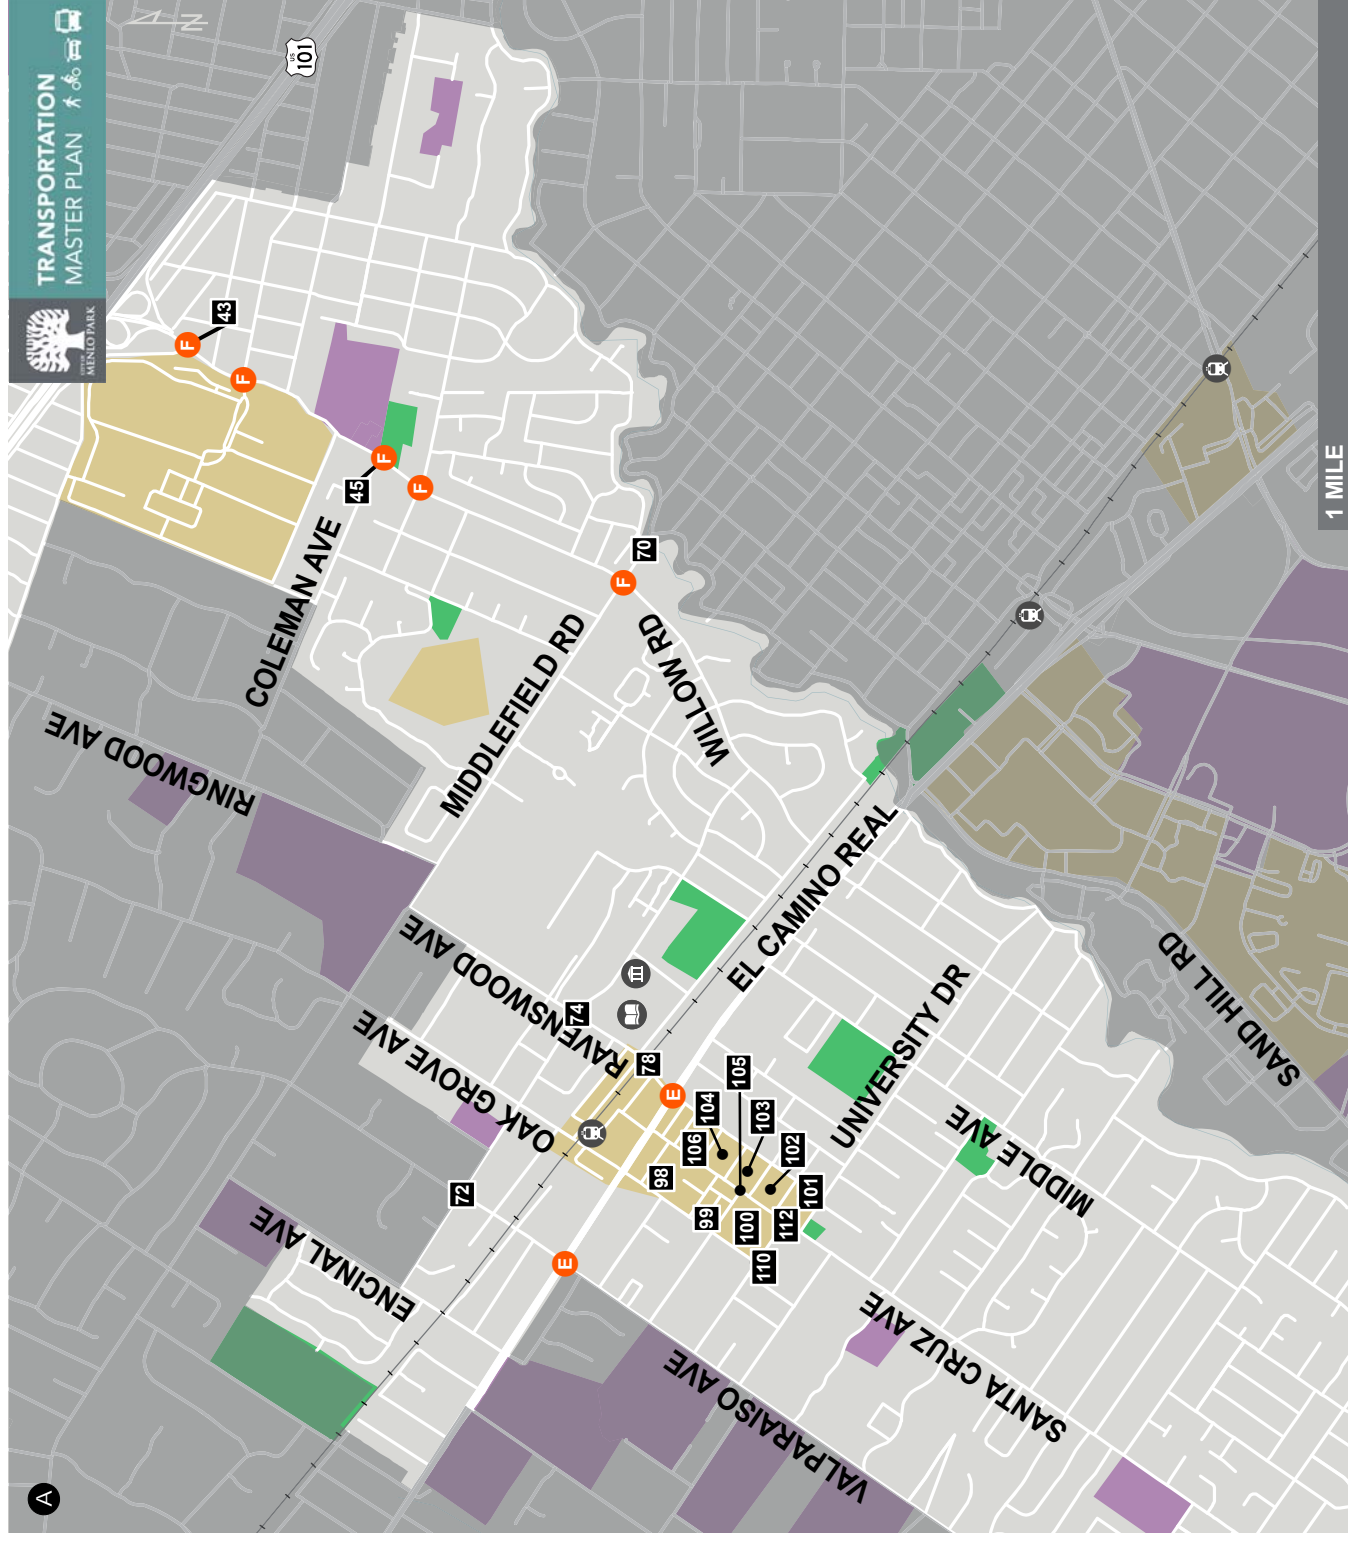 TRANSPORTATION
MASTER PLAN
CITY OF
MENLO PARK
N
US
101
43
F
F
45
F
F
COLEMAN AVE
RINGWOOD AVE
70
F
MIDDLEFIELD RD
WILLOW RD
RAVENSWOOD AVE
OAK GROVE AVE
EL CAMINO REAL
SAND HILL RD
UNIVERSITY DR
74
78
E
72
98
106
104
105
103
102
101
99
100
112
110
E
ENCINAL AVE
MIDDLE AVE
SANTA CRUZ AVE
VALPARAISO AVE
A
1 MILE